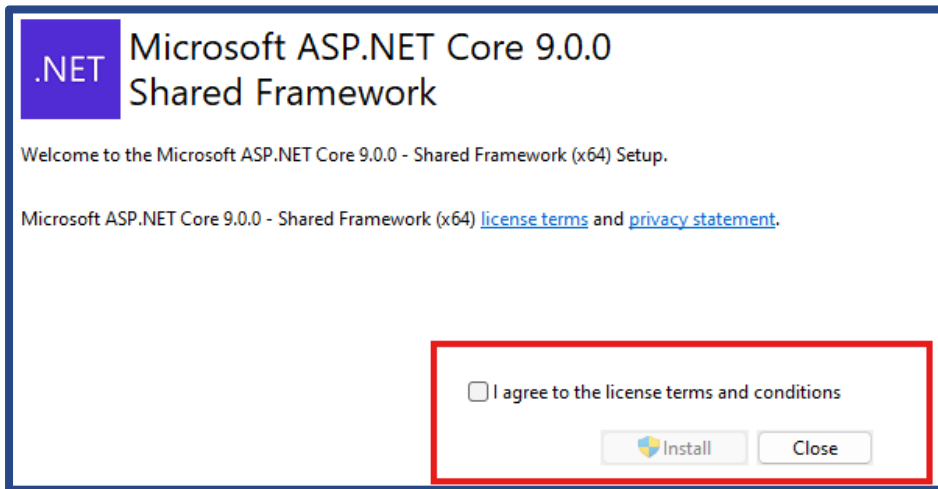 .NET
Microsoft ASP.NET Core 9.0.0
Shared Framework
Welcome to the Microsoft ASP.NET Core 9.0.0 - Shared Framework (x64) Setup.
Microsoft ASP.NET Core 9.0.0 - Shared Framework (x64) license terms and privacy statement.
I agree to the license terms and conditions
Install Close